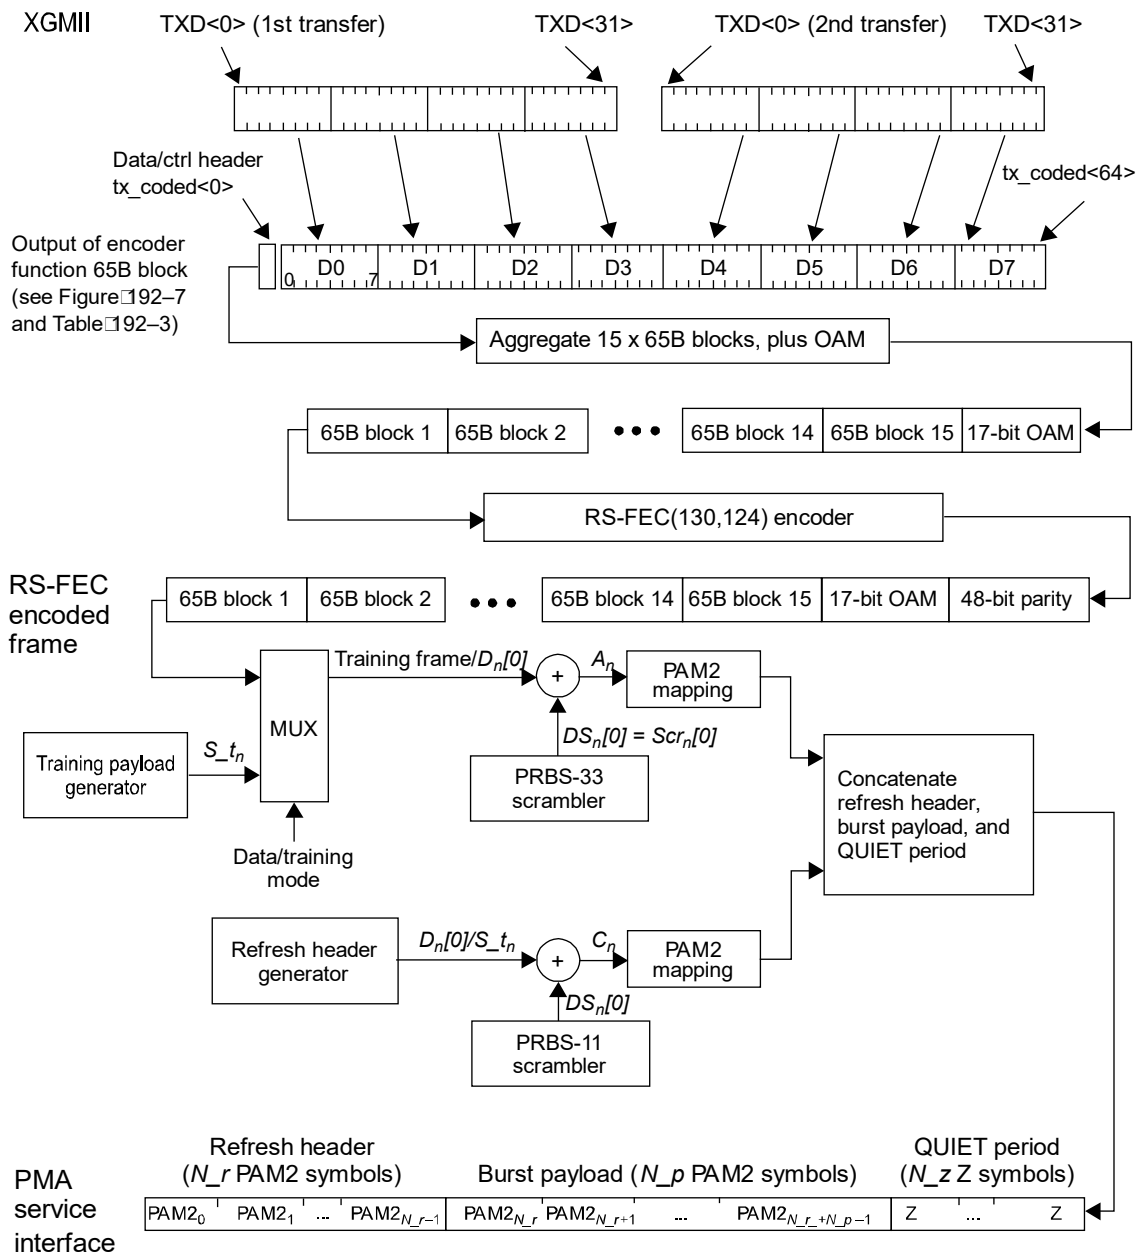 XGMII
TXD<0> (1st transfer) TXD<31> TXD<0> (2nd transfer) TXD<31>
Data/ctrl header
tx_coded<0>
tx_coded<64>
Output of encoder
function 65B block
(see Figure□192–7
and Table□192–3)
D0 D1 D2 D3 D4 D5 D6 D7
0 7
Aggregate 15 x 65B blocks, plus OAM
65B block 1 65B block 2 ••• 65B block 14 65B block 15 17-bit OAM
RS-FEC(130,124) encoder
RS-FEC
encoded
frame
65B block 1 65B block 2 ••• 65B block 14 65B block 15 17-bit OAM 48-bit parity
Training frame/Dn[0]
An
PAM2
mapping
MUX
+
DSn[0] = Scrn[0]
S_tn
Training payload
generator
PRBS-33
scrambler
Concatenate
refresh header,
burst payload, and
QUIET period
Data/training
mode
Refresh header
generator
Dn[0]/S_tn
+
Cn
PAM2
mapping
DSn[0]
PRBS-11
scrambler
Refresh header
(N_r PAM2 symbols)
Burst payload (N_p PAM2 symbols)
QUIET period
(N_z Z symbols)
PMA
service
interface
PAM20 PAM21 ... PAM2N_r–1 PAM2N_r PAM2N_r+1 ... PAM2N_r_+N_p–1 Z ... Z